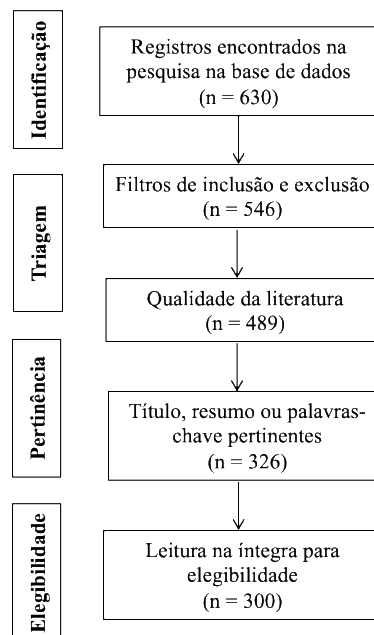 Identificação
Registros encontrados na
pesquisa na base de dados
(n = 630)
Triagem
Filtros de inclusão e exclusão
(n = 546)
Qualidade da literatura
(n = 489)
Pertinência
Título, resumo ou palavras-
chave pertinentes
(n = 326)
Elegibilidade
Leitura na íntegra para
elegibilidade
(n = 300)